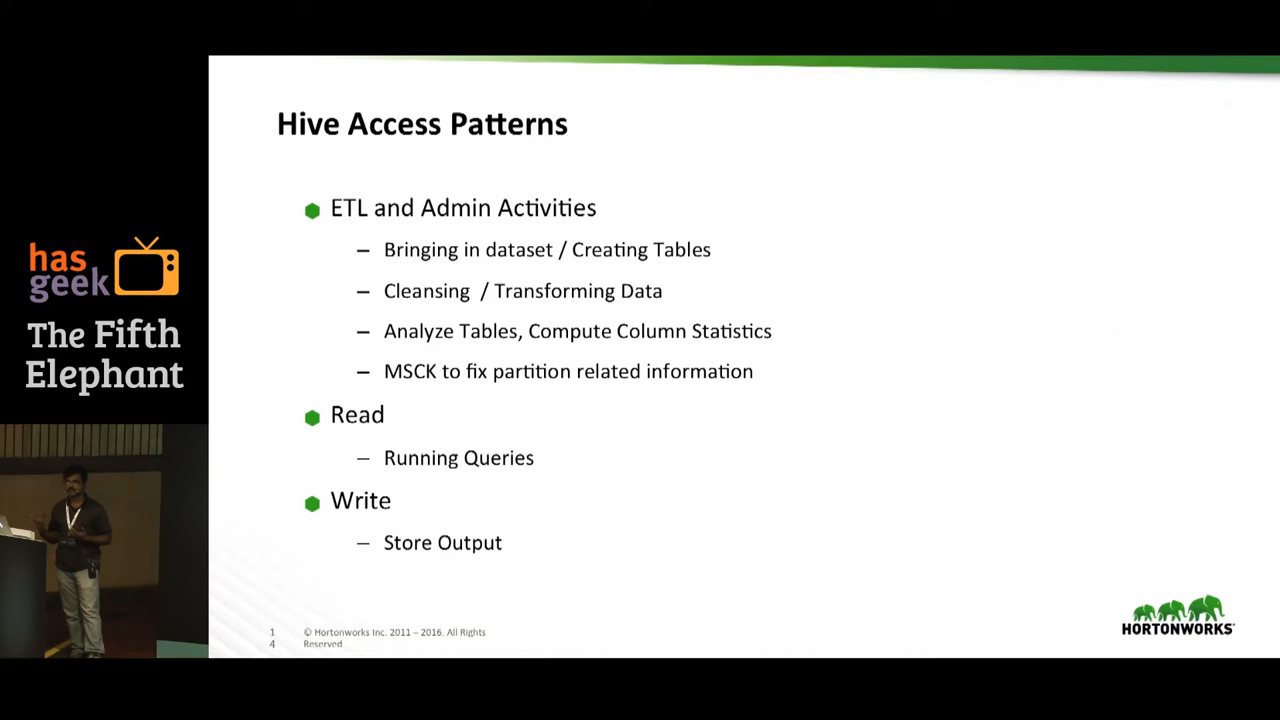 Hive Access Patterns
ETL and Admin Activities
– Bringing in dataset / Creating Tables
– Cleansing / Transforming Data
– Analyze Tables, Compute Column Statistics
– MSCK to fix partition related information
Read
– Running Queries
Write
– Store Output
has
geek
The Fifth
Elephant
1
4
© Hortonworks Inc. 2011 – 2016. All Rights
Reserved
HORTONWORKS